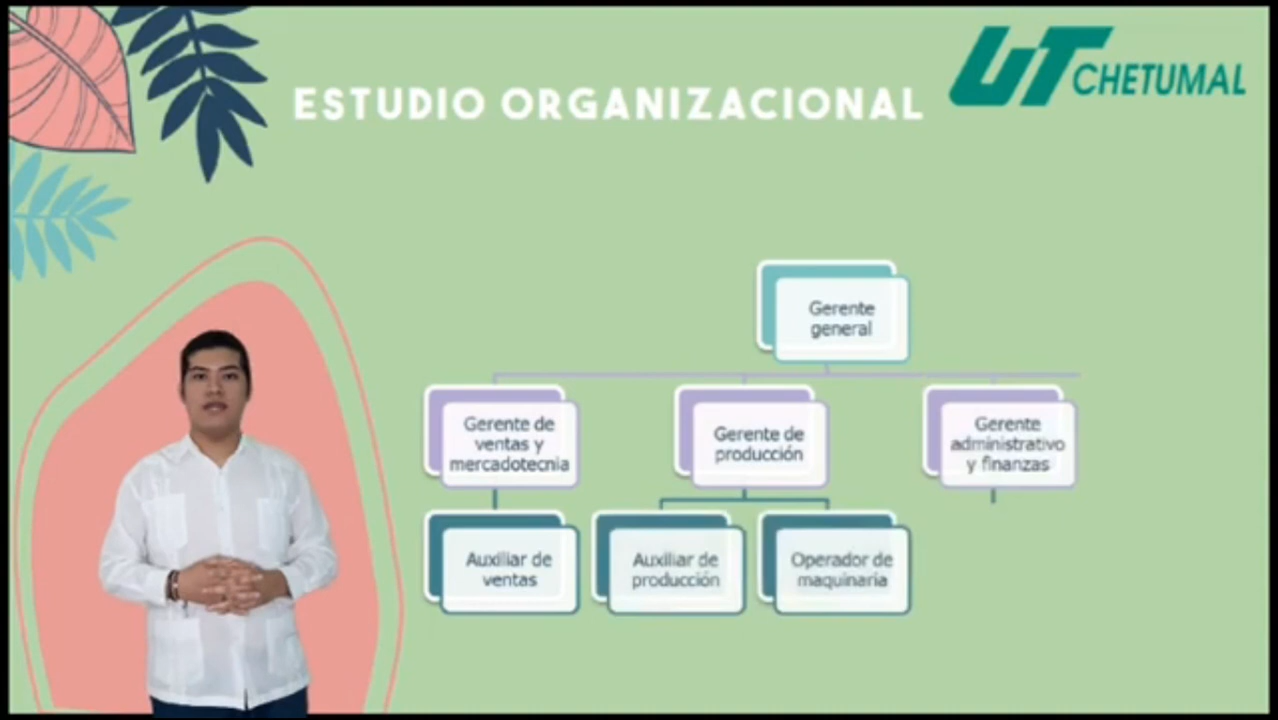 ESTUDIO ORGANIZACIONAL
UT CHETUMAL
Gerente
general
Gerente de
ventas y
mercadotecnia
Gerente de
producción
Gerente
administrativo
y finanzas
Auxiliar de
ventas
Auxiliar de
producción
Operador de
maquinaria